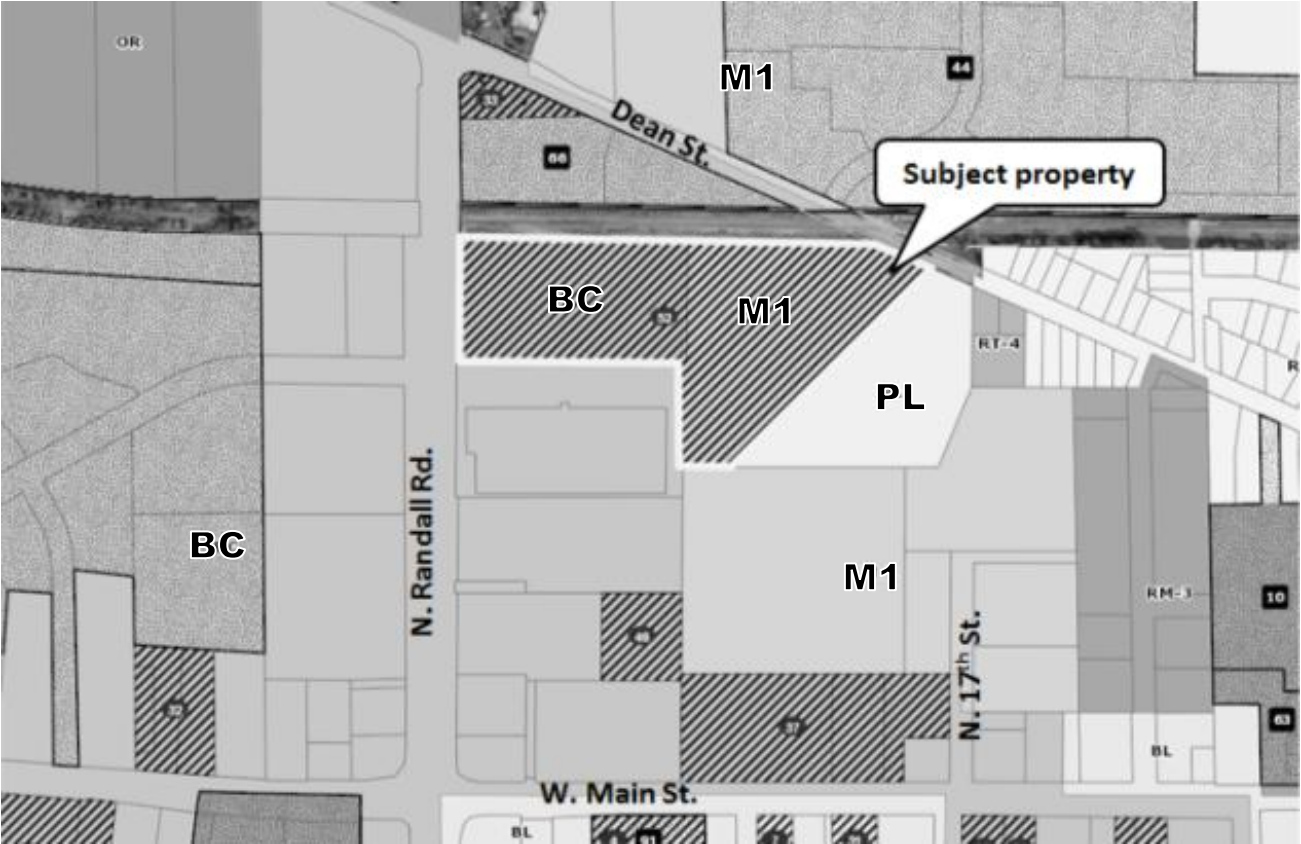 OR
M1
44
Dean St.
66
Subject property
BC
M1
RT-4
PL
N. Randall Rd.
BC
M1
RM-3
10
N. 17th St.
63
37
BL
W. Main St.
BL